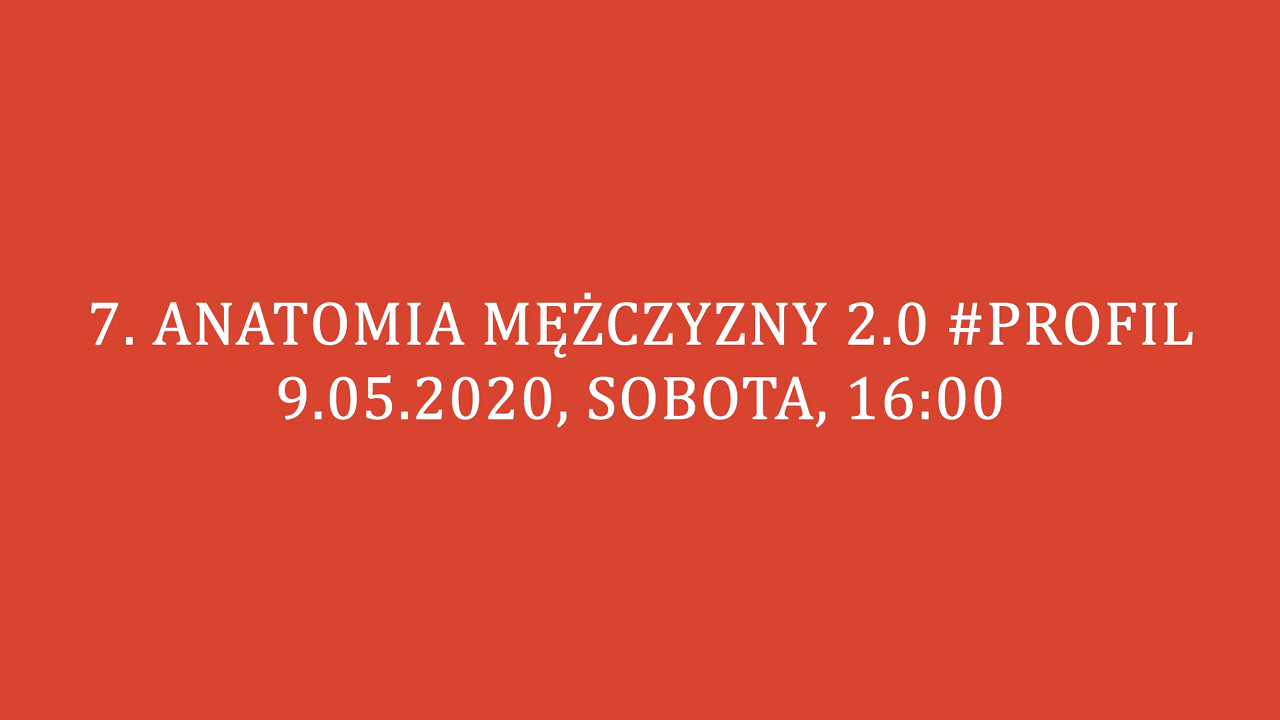 7. ANATOMIA MĘŻCZYZNY 2.0 #PROFIL
9.05.2020, SOBOTA, 16:00